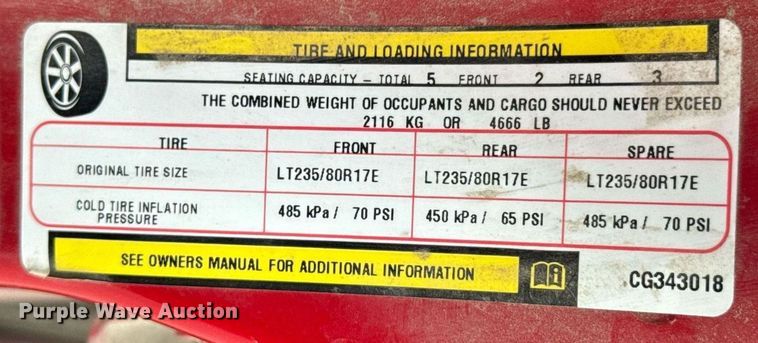 TIRE AND LOADING INFORMATION
SEATING CAPACITY – TOTAL 5 FRONT 2 REAR 3
THE COMBINED WEIGHT OF OCCUPANTS AND CARGO SHOULD NEVER EXCEED
2116 KG OR 4666 LB
TIRE FRONT REAR SPARE
ORIGINAL TIRE SIZE LT235/80R17E LT235/80R17E LT235/80R17E
COLD TIRE INFLATION
PRESSURE 485 kPa / 70 PSI 450 kPa / 65 PSI 485 kPa / 70 PSI
SEE OWNERS MANUAL FOR ADDITIONAL INFORMATION
CG343018
Purple Wave Auction